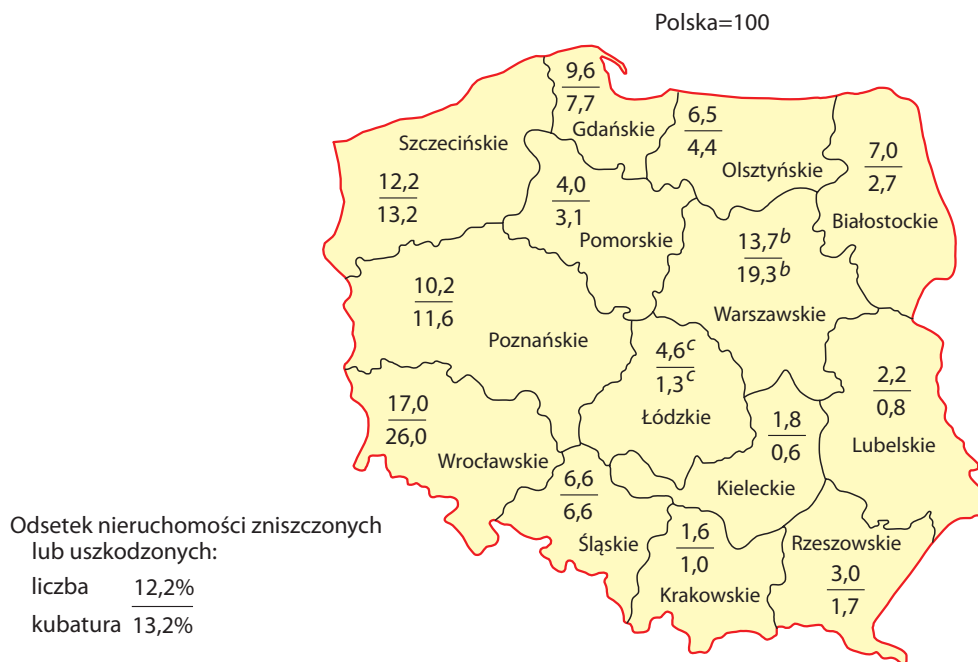 Polska=100
9,6
7,7
Gdańskie
6,5
4,4
Olsztyńskie
Szczecińskie
12,2
13,2
4,0
3,1
Pomorskie
7,0
2,7
Białostockie
13,7b
19,3b
Warszawskie
10,2
11,6
Poznańskie
4,6c
1,3c
Łódzkie
2,2
0,8
Lubelskie
17,0
26,0
Wrocławskie
1,8
0,6
Kieleckie
6,6
6,6
Śląskie
1,6
1,0
Krakowskie
Rzeszowskie
3,0
1,7
Odsetek nieruchomości zniszczonych
lub uszkodzonych:
liczba 12,2%
kubatura 13,2%